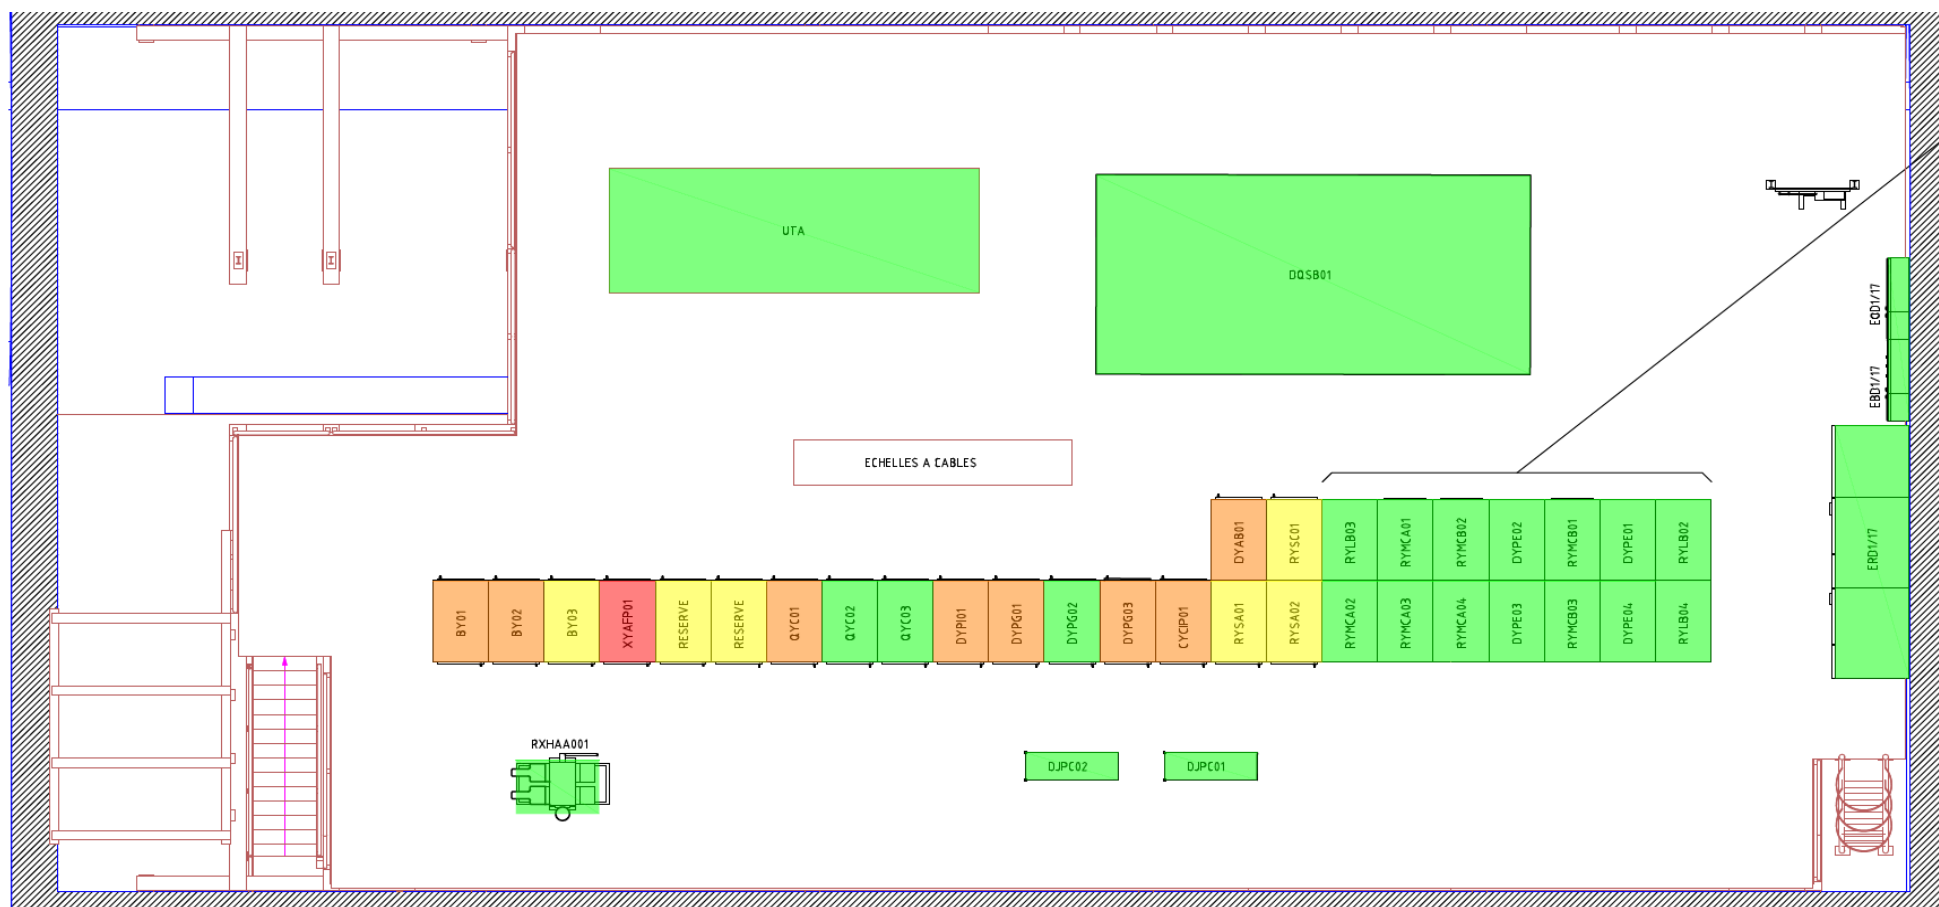 UTA
DQSB01
EQD1/17
EBD1/17
ECHELLES A CABLES
DYAB01
RYSC01
RYLB03
RYMCA01
RYMCB02
DYPE02
RYMCB01
DYPE01
RYLB02
ERD1/17
BY01
BY02
BY03
XYAFP01
RESERVE
RESERVE
QYC01
QYC02
QYC03
DYPI01
DYPG01
DYPG02
DYPG03
CYCIP01
RYSA01
RYSA02
RYMCA02
RYMCA03
RYMCA04
DYPE03
RYMCB03
DYPE04
RYLB04
RXHAA001
DJPC02
DJPC01